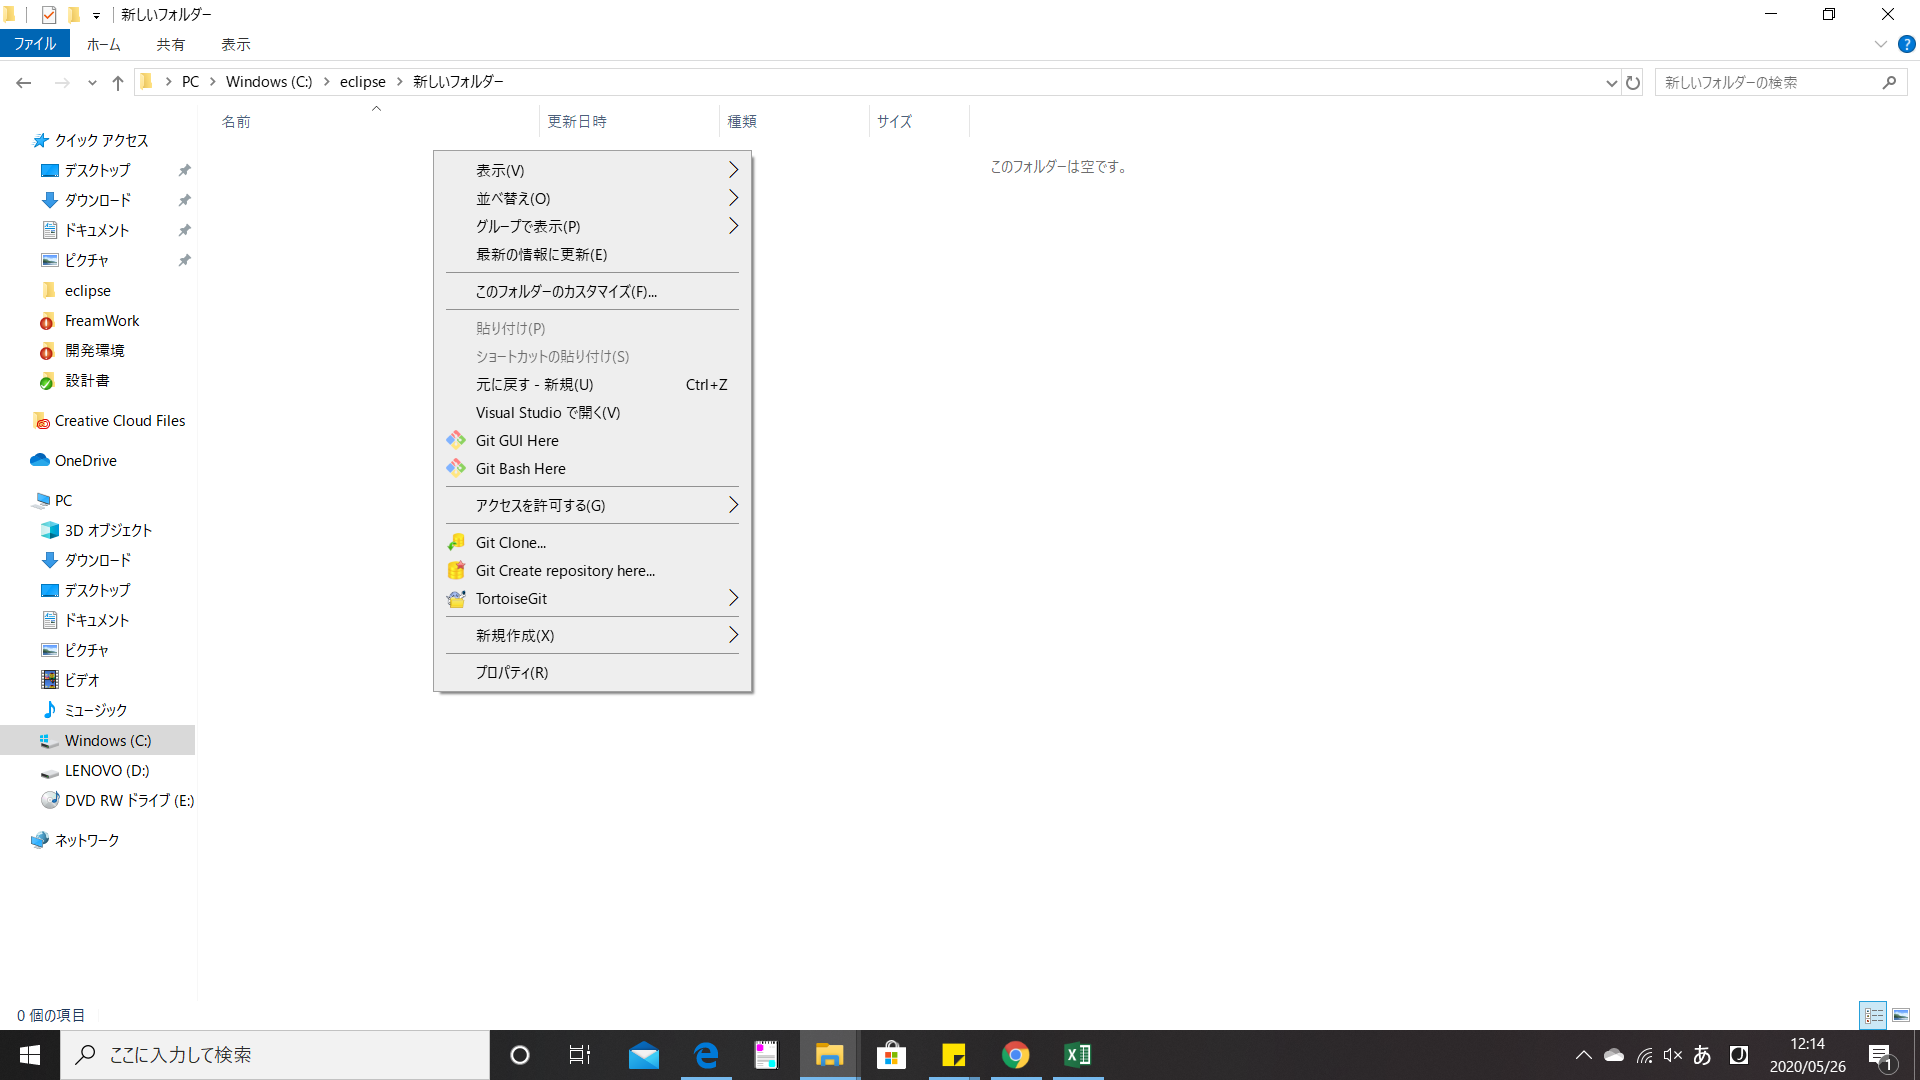 新しいフォルダー
ファイル ホーム 共有 表示
PC Windows (C:) eclipse 新しいフォルダー
新しいフォルダーの検索
名前 更新日時 種類 サイズ
このフォルダーは空です。
クイック アクセス
デスクトップ
ダウンロード
ドキュメント
ピクチャ
eclipse
FreamWork
開発環境
設計書
Creative Cloud Files
OneDrive
PC
3D オブジェクト
ダウンロード
デスクトップ
ドキュメント
ピクチャ
ビデオ
ミュージック
Windows (C:)
LENOVO (D:)
DVD RW ドライブ (E:)
ネットワーク
表示(V)
並べ替え(O)
グループで表示(P)
最新の情報に更新(E)
このフォルダーのカスタマイズ(F)...
貼り付け(P)
ショートカットの貼り付け(S)
元に戻す - 新規(U) Ctrl+Z
Visual Studio で開く(V)
Git GUI Here
Git Bash Here
アクセスを許可する(G)
Git Clone...
Git Create repository here...
TortoiseGit
新規作成(X)
プロパティ(R)
0 個の項目
ここに入力して検索
あ
12:14
2020/05/26
1